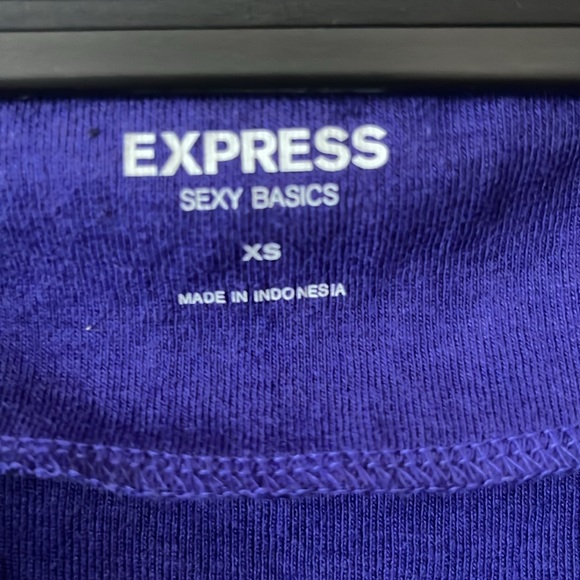 EXPRESS
SEXY BASICS
XS
MADE IN INDONESIA